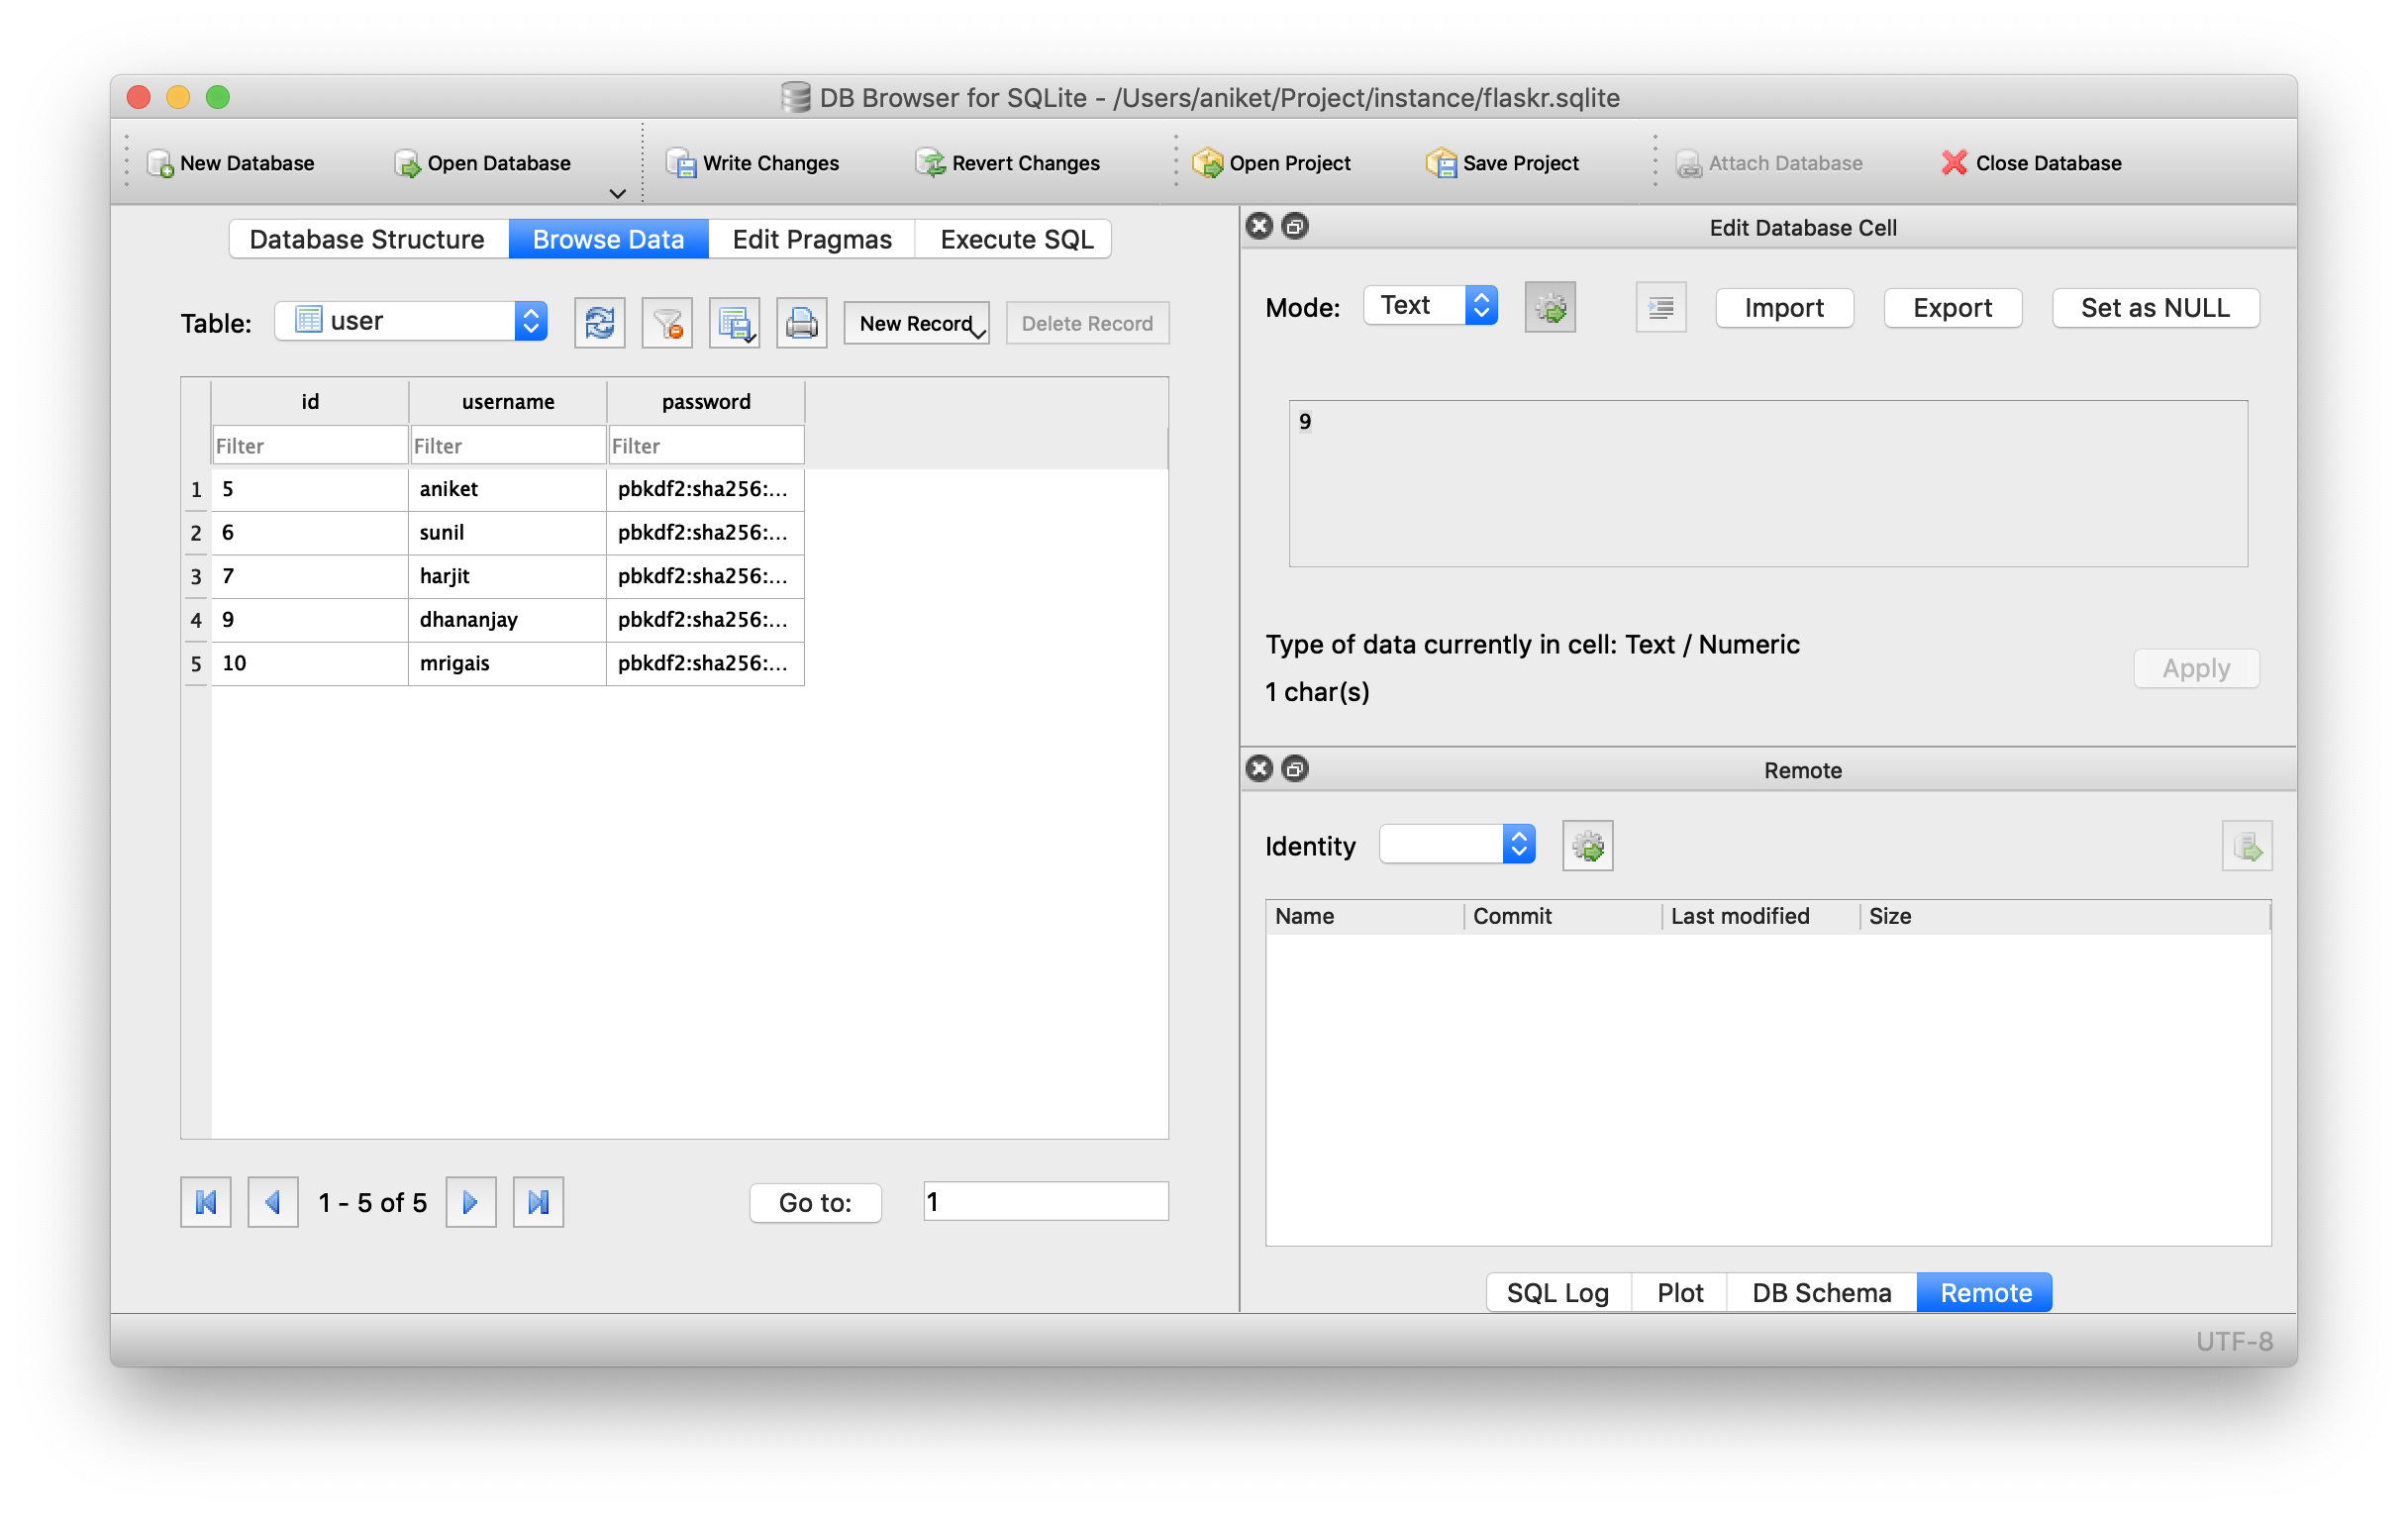 DB Browser for SQLite - /Users/aniket/Project/instance/flaskr.sqlite
New Database Open Database Write Changes Revert Changes Open Project Save Project Attach Database Close Database
Database Structure Browse Data Edit Pragmas Execute SQL
Table: user New Record Delete Record
id username password
Filter Filter Filter
1 5 aniket pbkdf2:sha256:...
2 6 sunil pbkdf2:sha256:...
3 7 harjit pbkdf2:sha256:...
4 9 dhananjay pbkdf2:sha256:...
5 10 mrigais pbkdf2:sha256:...
1 - 5 of 5 Go to: 1
Edit Database Cell
Mode: Text Import Export Set as NULL
9
Type of data currently in cell: Text / Numeric
1 char(s)
Apply
Remote
Identity
Name Commit Last modified Size
SQL Log Plot DB Schema Remote
UTF-8